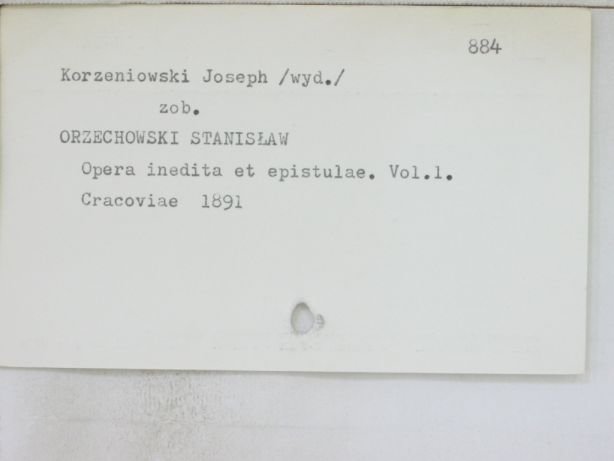 884
Korzeniowski Joseph /wyd./
zob.
ORZECHOWSKI STANISŁAW
Opera inedita et epistulae. Vol.1.
Cracoviae 1891